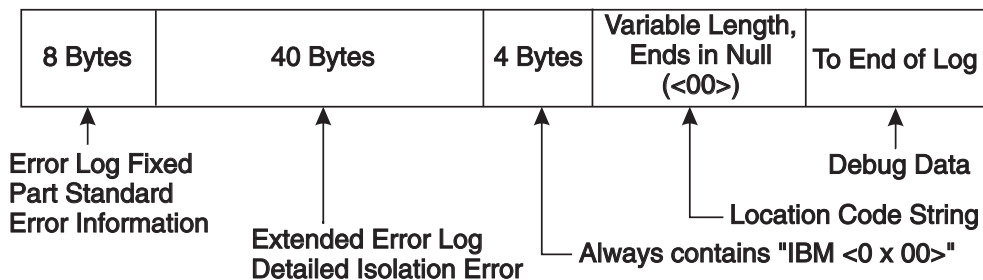 8 Bytes
40 Bytes
4 Bytes
Variable Length,
Ends in Null
(<00>)
To End of Log
Error Log Fixed
Part Standard
Error Information
Extended Error Log
Detailed Isolation Error
Always contains "IBM <0 x 00>"
Location Code String
Debug Data